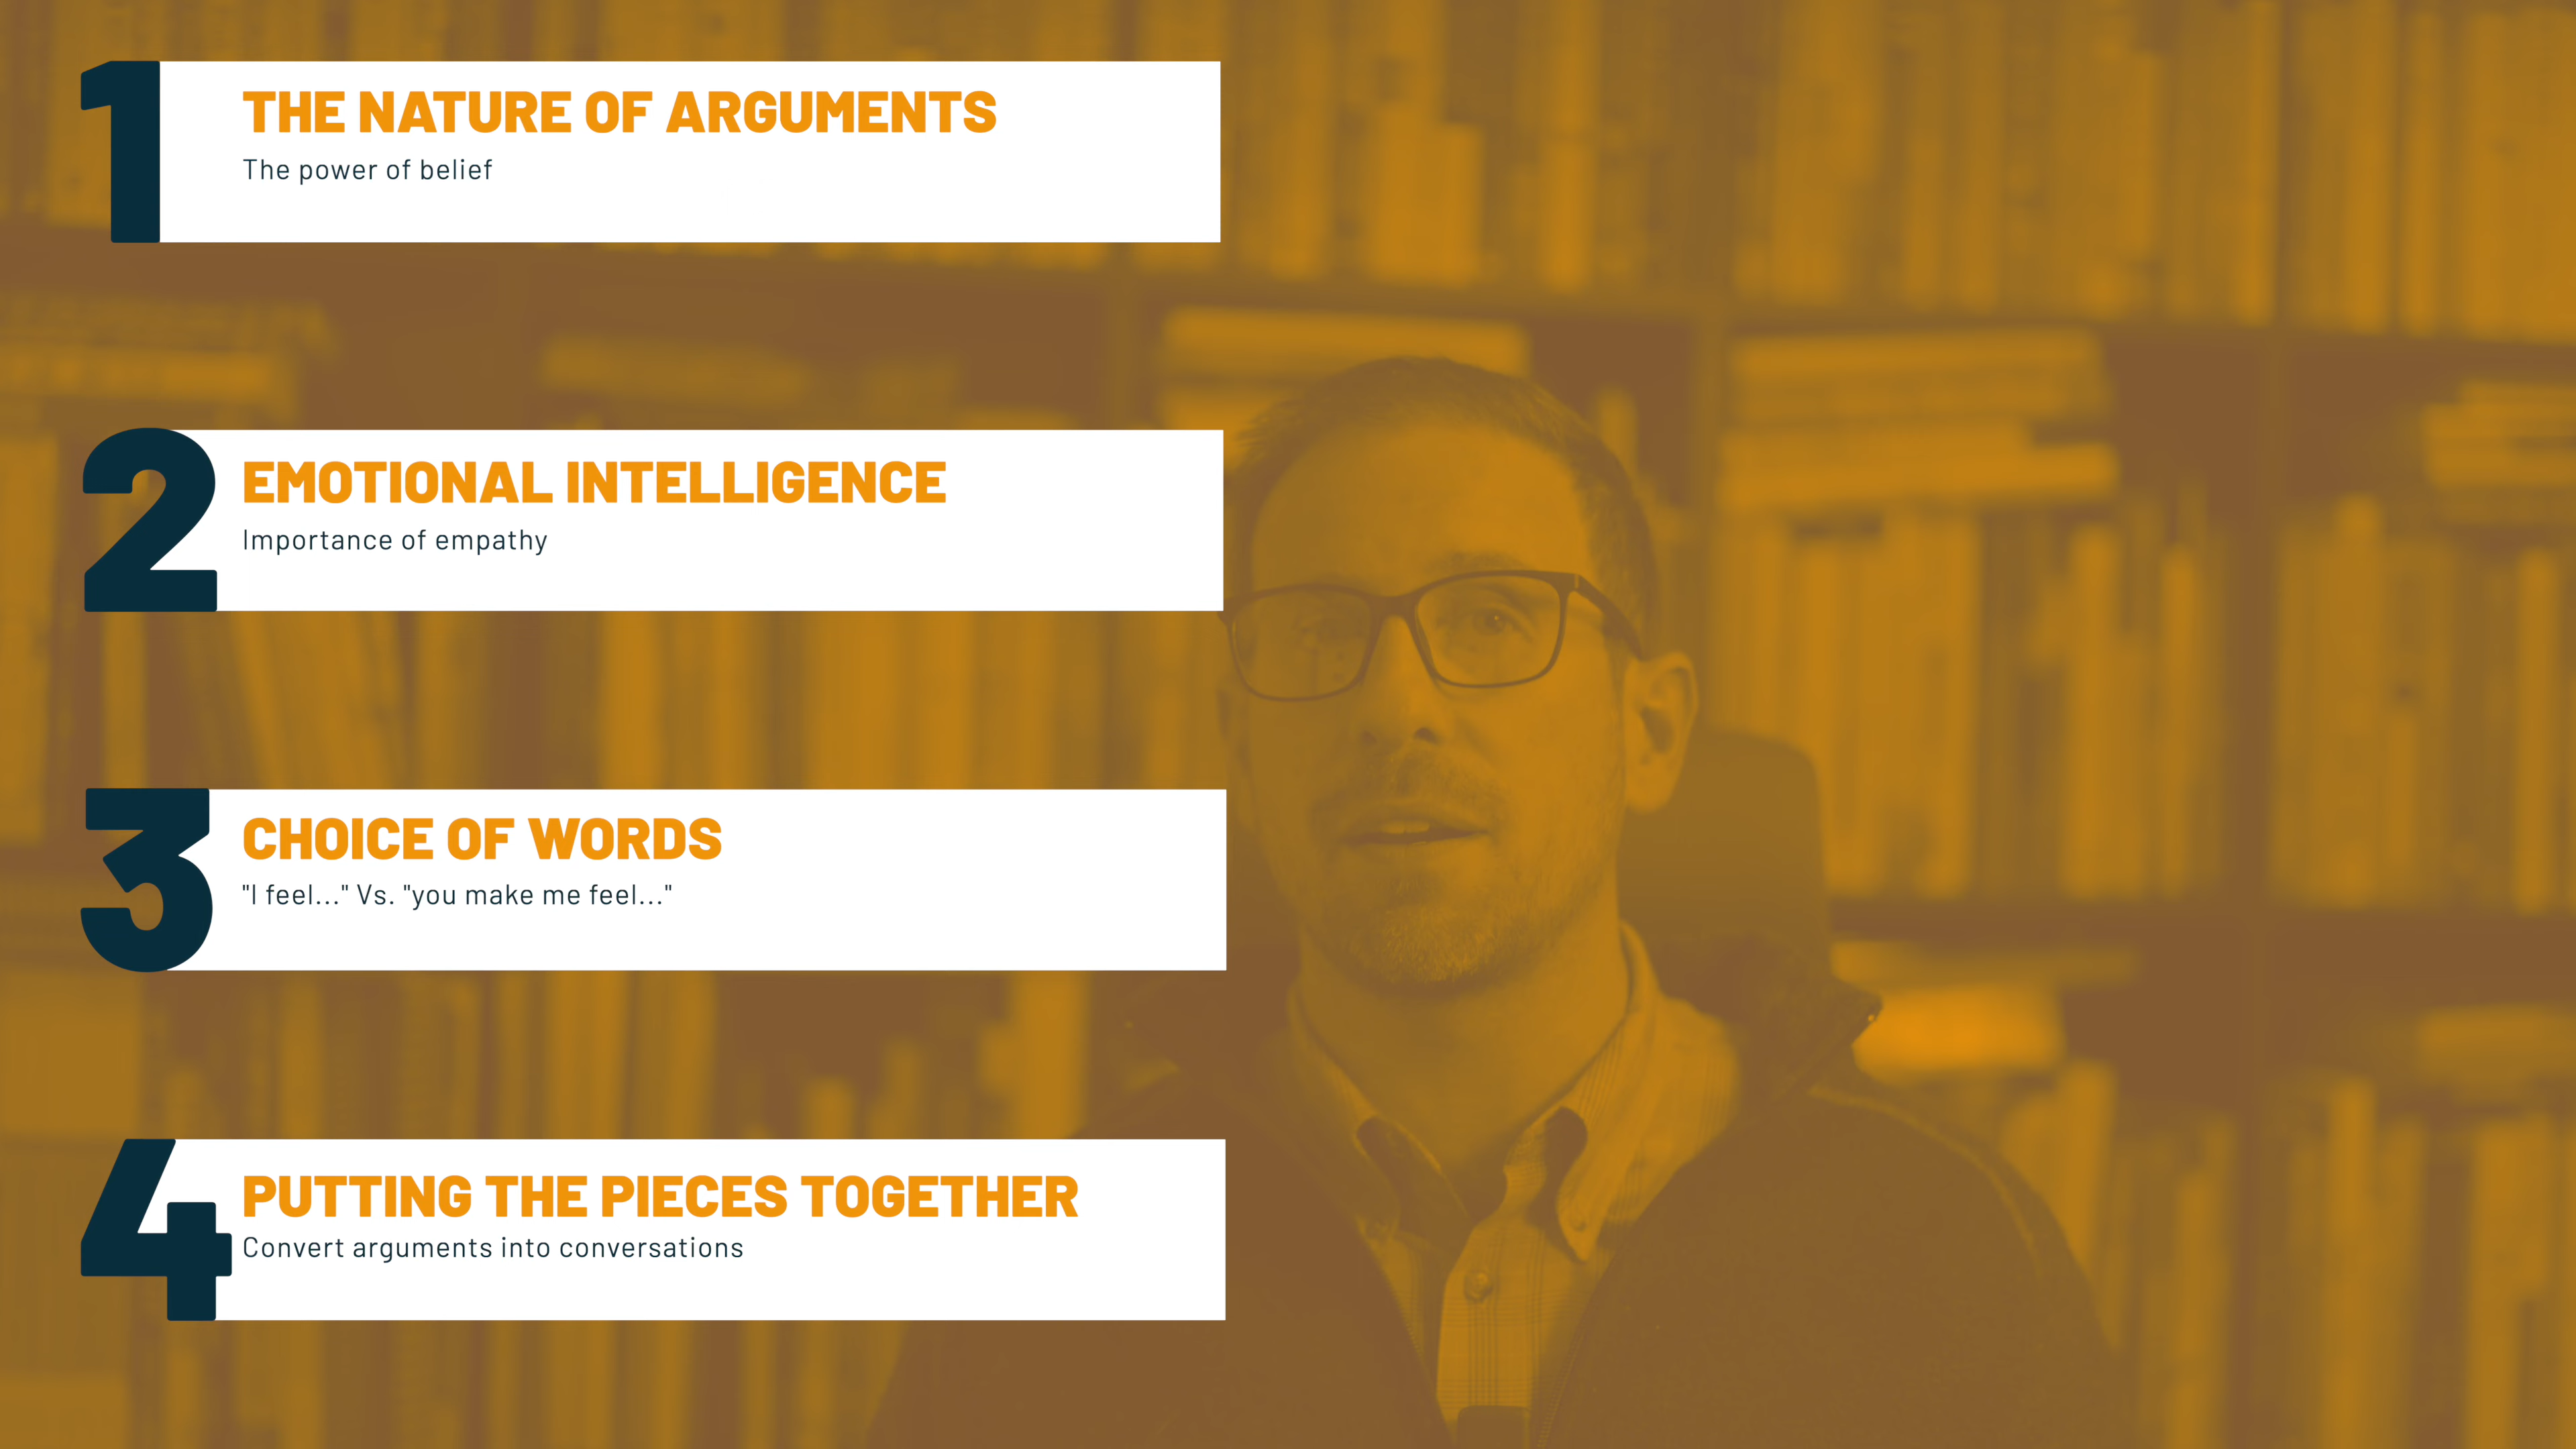 1
THE NATURE OF ARGUMENTS
The power of belief
2
EMOTIONAL INTELLIGENCE
Importance of empathy
3
CHOICE OF WORDS
"I feel..." Vs. "you make me feel..."
4
PUTTING THE PIECES TOGETHER
Convert arguments into conversations